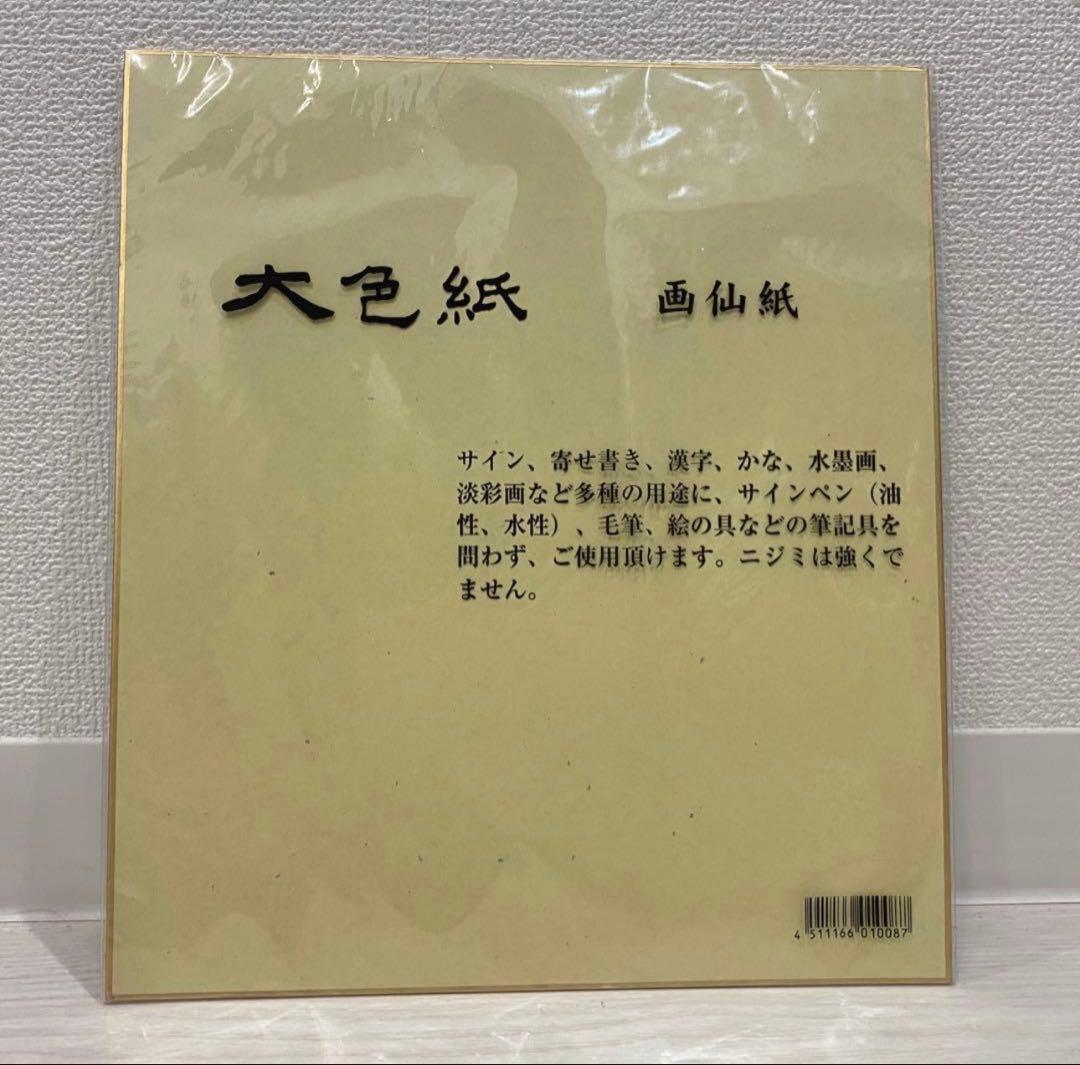 大色紙 画仙紙
サイン、寄せ書き、漢字、かな、水墨画、
淡彩画など多種の用途に、サインペン（油
性、水性）、毛筆、絵の具などの筆記具を
問わず、ご使用頂けます。ニジミは強くで
ません。
4 511166 010087